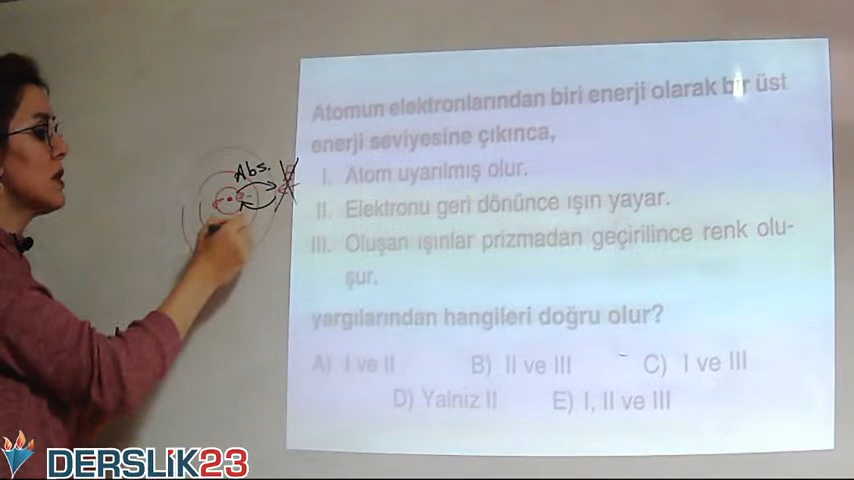 Atomun elektronlarından biri enerji olarak bir üst
enerji seviyesine çıkınca,
I. Atom uyarılmış olur.
II. Elektronu geri dönünce ışın yayar.
III. Oluşan ışınlar prizmadan geçirilince renk olu-
şur.
yargılarından hangileri doğru olur?
A) I ve II B) II ve III C) I ve III
D) Yalnız II E) I, II ve III
Abs.
DERSLİK23